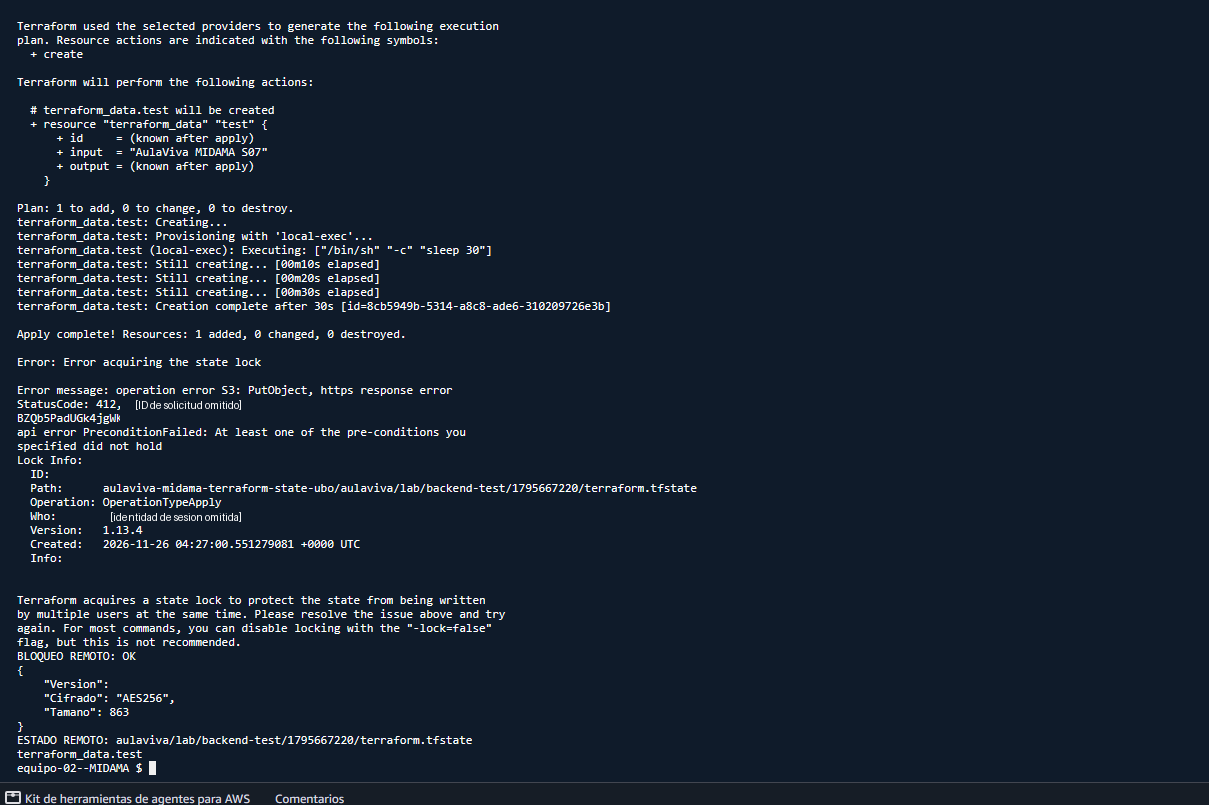 Terraform used the selected providers to generate the following execution
plan. Resource actions are indicated with the following symbols:
  + create
Terraform will perform the following actions:
  # terraform_data.test will be created
  + resource "terraform_data" "test" {
      + id     = (known after apply)
      + input  = "AulaViva MIDAMA S07"
      + output = (known after apply)
    }
Plan: 1 to add, 0 to change, 0 to destroy.
terraform_data.test: Creating...
terraform_data.test: Provisioning with 'local-exec'...
terraform_data.test (local-exec): Executing: ["/bin/sh" "-c" "sleep 30"]
terraform_data.test: Still creating... [00m10s elapsed]
terraform_data.test: Still creating... [00m20s elapsed]
terraform_data.test: Still creating... [00m30s elapsed]
terraform_data.test: Creation complete after 30s [id=8cb5949b-5314-a8c8-ade6-310209726e3b]
Apply complete! Resources: 1 added, 0 changed, 0 destroyed.
Error: Error acquiring the state lock
Error message: operation error S3: PutObject, https response error
StatusCode: 412, [ID de solicitud omitido]
BZQb5PadUGk4jgWk
api error PreconditionFailed: At least one of the pre-conditions you
specified did not hold
Lock Info:
  ID:
  Path:      aulaviva-midama-terraform-state-ubo/aulaviva/lab/backend-test/1795667220/terraform.tfstate
  Operation: OperationTypeApply
  Who:       [identidad de sesion omitida]
  Version:   1.13.4
  Created:   2026-11-26 04:27:00.551279081 +0000 UTC
  Info:
Terraform acquires a state lock to protect the state from being written
by multiple users at the same time. Please resolve the issue above and try
again. For most commands, you can disable locking with the "-lock=false"
flag, but this is not recommended.
BLOQUEO REMOTO: OK
{
    "Version":
    "Cifrado": "AES256",
    "Tamano": 863
}
ESTADO REMOTO: aulaviva/lab/backend-test/1795667220/terraform.tfstate
terraform_data.test
equipo-02--MIDAMA $
Kit de herramientas de agentes para AWS Comentarios